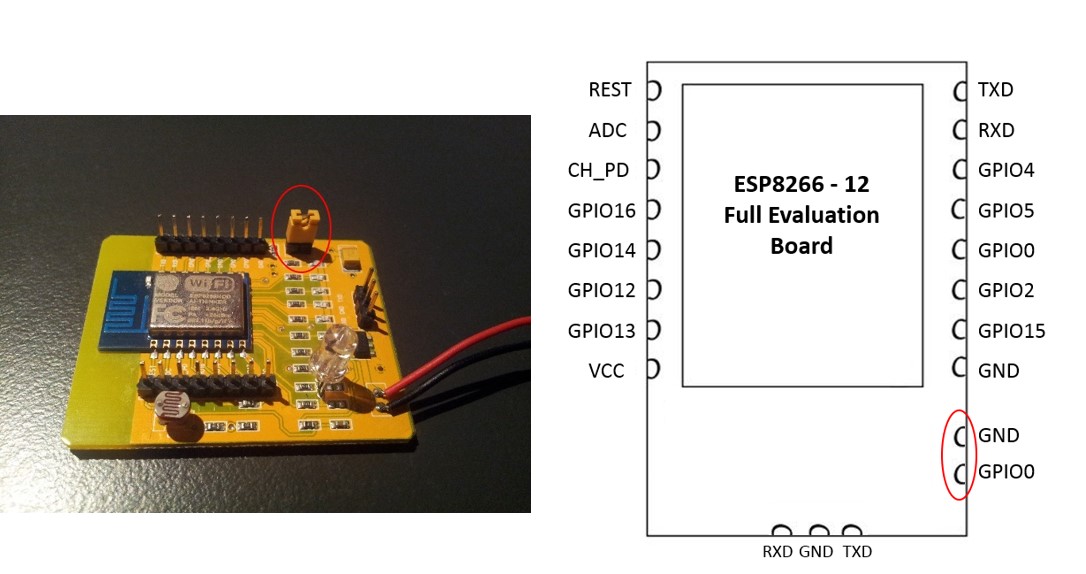 WiFi
REST
ADC
CH_PD
GPIO16
GPIO14
GPIO12
GPIO13
VCC
ESP8266 - 12
Full Evaluation
Board
TXD
RXD
GPIO4
GPIO5
GPIO0
GPIO2
GPIO15
GND
GND
GPIO0
RXD GND TXD